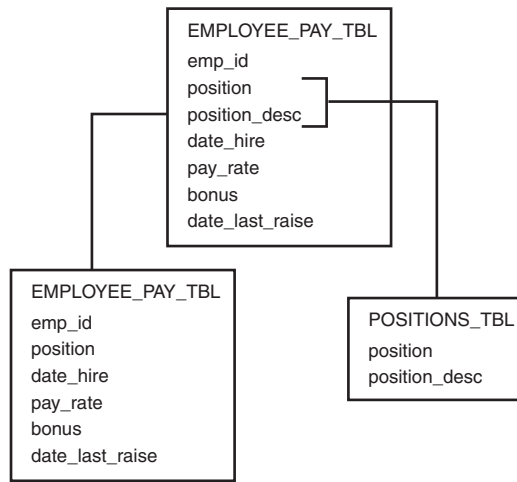 EMPLOYEE_PAY_TBL
emp_id
position
position_desc
date_hire
pay_rate
bonus
date_last_raise
EMPLOYEE_PAY_TBL
emp_id
position
date_hire
pay_rate
bonus
date_last_raise
POSITIONS_TBL
position
position_desc